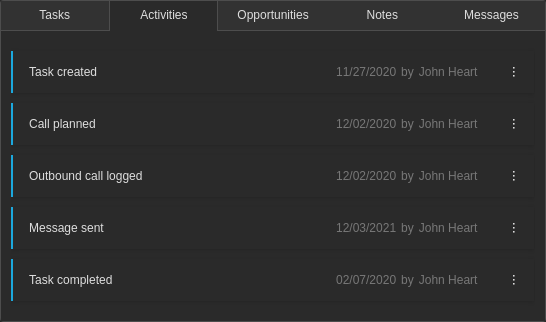 Tasks Activities Opportunities Notes Messages
Task created 11/27/2020 by John Heart
Call planned 12/02/2020 by John Heart
Outbound call logged 12/02/2020 by John Heart
Message sent 12/03/2021 by John Heart
Task completed 02/07/2020 by John Heart